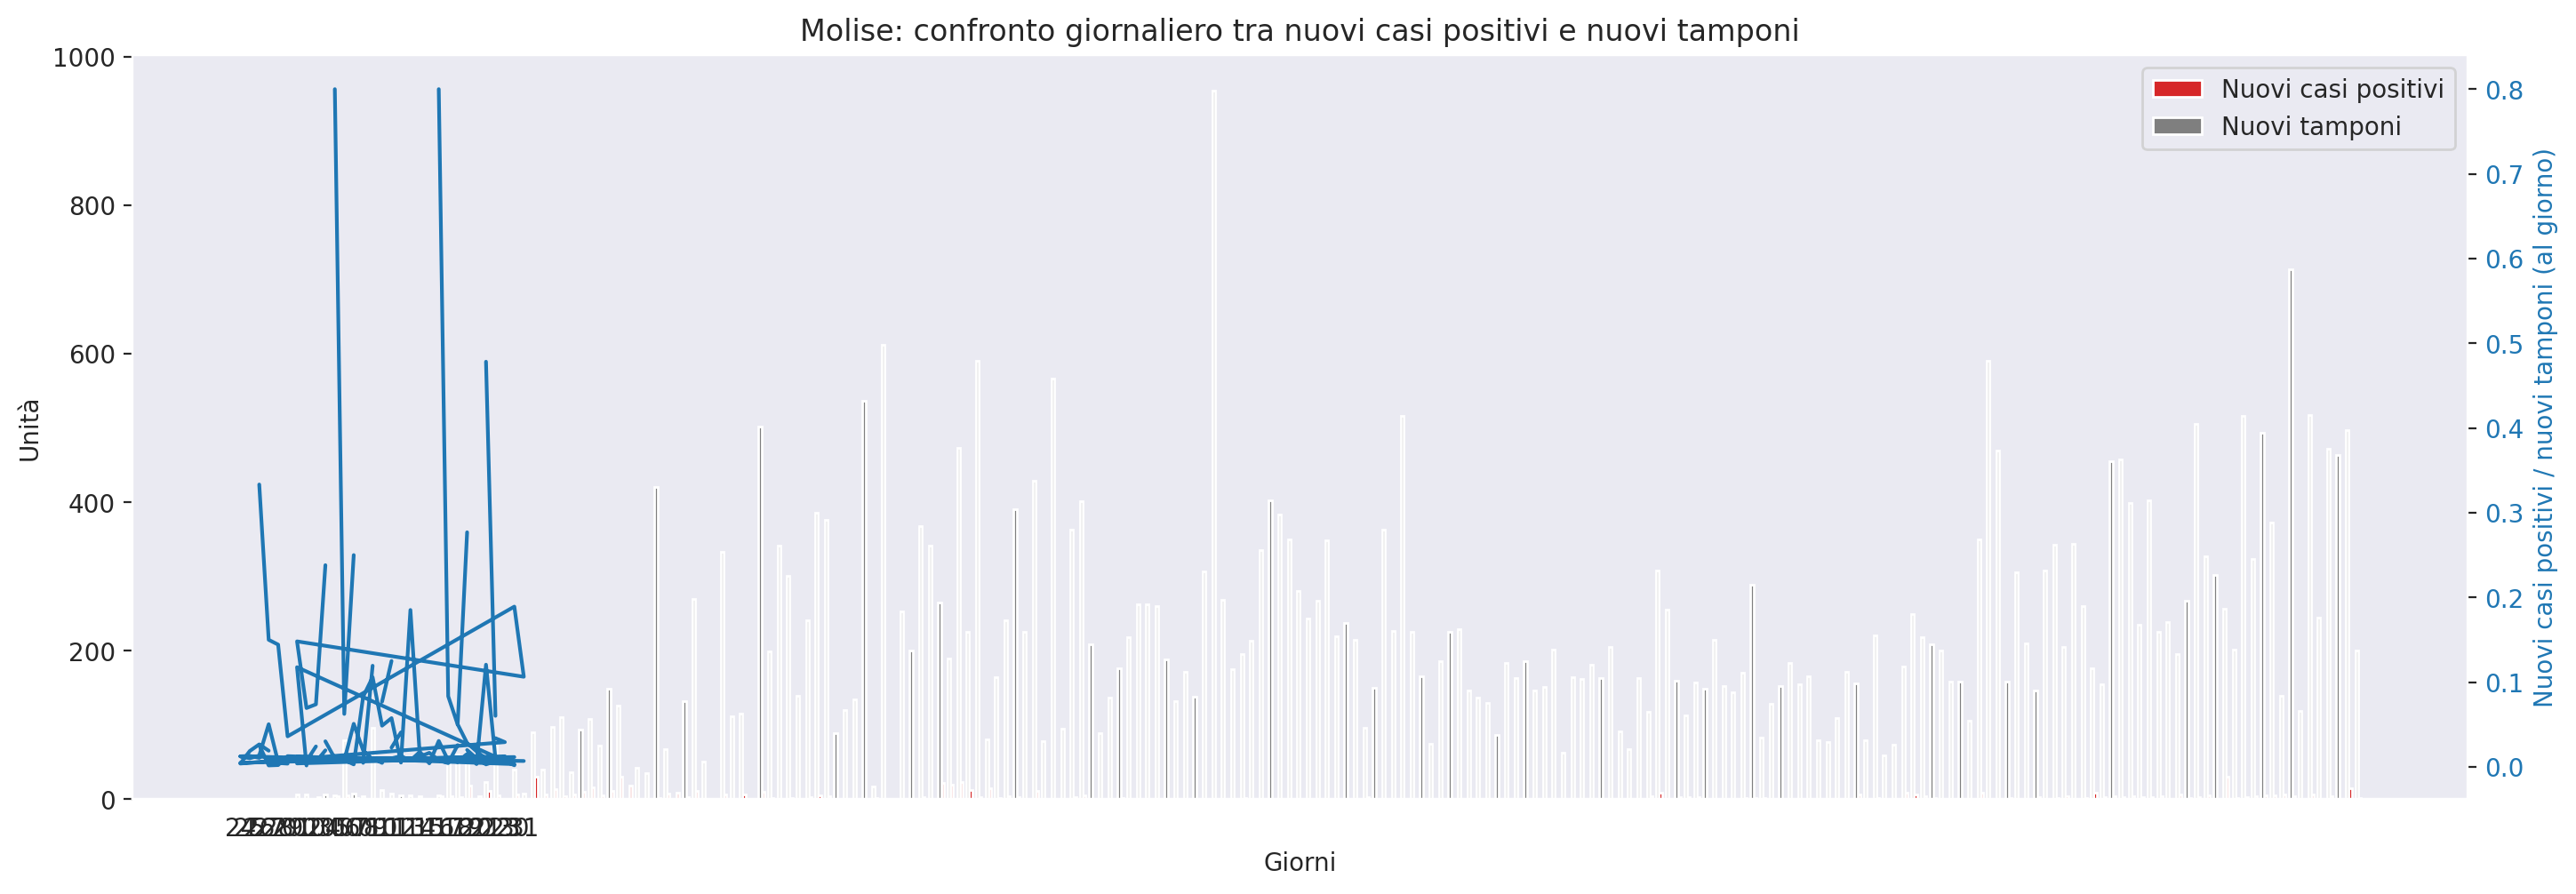 Molise: confronto giornaliero tra nuovi casi positivi e nuovi tamponi
1000
800
600
400
200
0
Unità
Nuovi casi positivi
Nuovi tamponi
0.8
0.7
0.6
0.5
0.4
0.3
0.2
0.1
0.0
Nuovi casi positivi / nuovi tamponi (al giorno)
Giorni